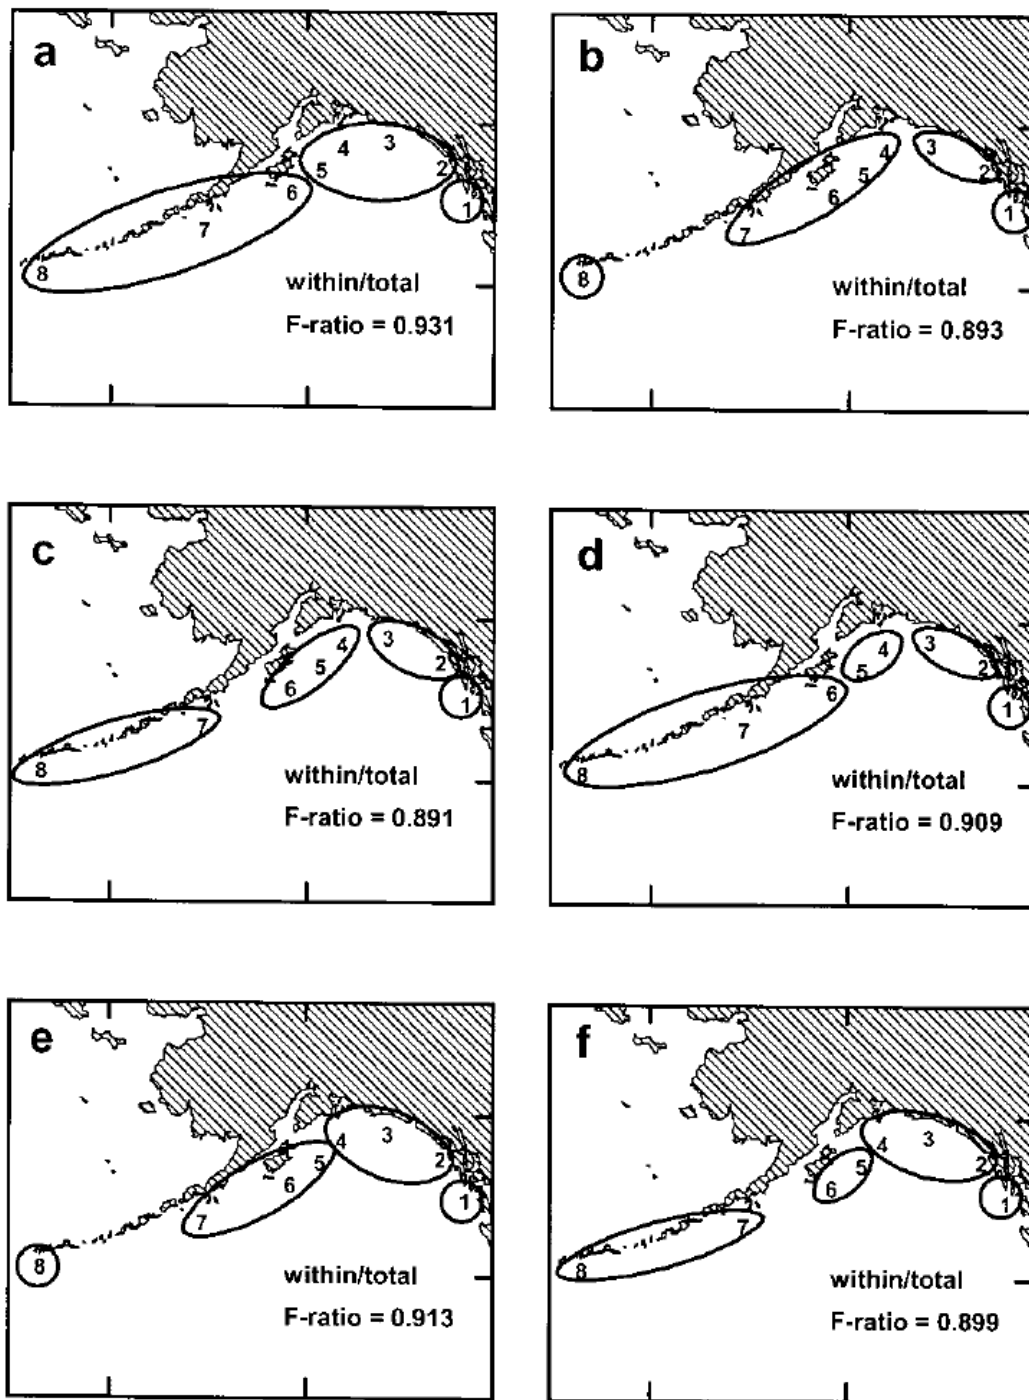 a
3
4
2
5
6
1
7
8
within/total
F-ratio = 0.931
b
3
4
2
5
6
1
7
8
within/total
F-ratio = 0.893
c
3
4
2
5
6
1
7
8
within/total
F-ratio = 0.891
d
3
4
2
5
6
1
7
8
within/total
F-ratio = 0.909
e
3
4
2
5
6
1
7
8
within/total
F-ratio = 0.913
f
3
4
2
5
6
1
7
8
within/total
F-ratio = 0.899